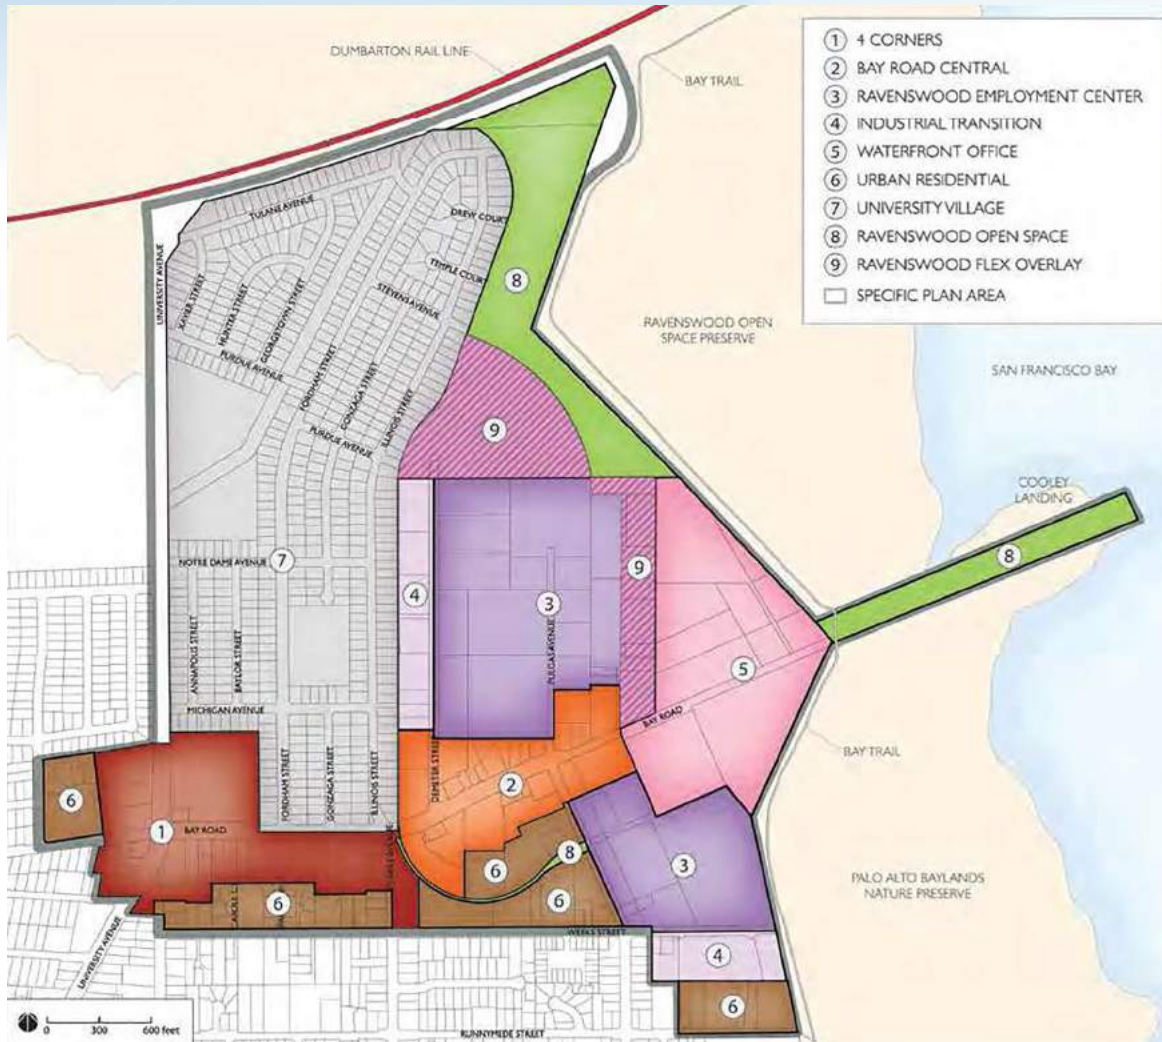 DUMBARTON RAIL LINE
BAY TRAIL
1 4 CORNERS
2 BAY ROAD CENTRAL
3 RAVENSWOOD EMPLOYMENT CENTER
4 INDUSTRIAL TRANSITION
5 WATERFRONT OFFICE
6 URBAN RESIDENTIAL
7 UNIVERSITY VILLAGE
8 RAVENSWOOD OPEN SPACE
9 RAVENSWOOD FLEX OVERLAY
SPECIFIC PLAN AREA
TULANE AVENUE
DREW COURT
TEMPLE COURT
STEVENS AVENUE
UNIVERSITY AVENUE
XAVIER STREET
HUNTER STREET
GEORGETOWN STREET
PURDUE AVENUE
FORDHAM STREET
GONZAGA STREET
ILLINOIS STREET
PURDUE AVENUE
8
RAVENSWOOD OPEN
SPACE PRESERVE
SAN FRANCISCO BAY
9
COOLEY
LANDING
8
NOTRE DAME AVENUE
7
4
3
9
PULGAS AVENUE
ANNAPOLIS STREET
BAYLOR STREET
5
MICHIGAN AVENUE
BAY ROAD
BAY TRAIL
FORDHAM STREET
GONZAGA STREET
ILLINOIS STREET
DEMETER STREET
2
6
1
BAY ROAD
8
6
3
PALO ALTO BAYLANDS
NATURE PRESERVE
6
6
UNIVERSITY AVENUE
WEEKS STREET
4
6
0 300 600 feet
RUNNYMEDE STREET